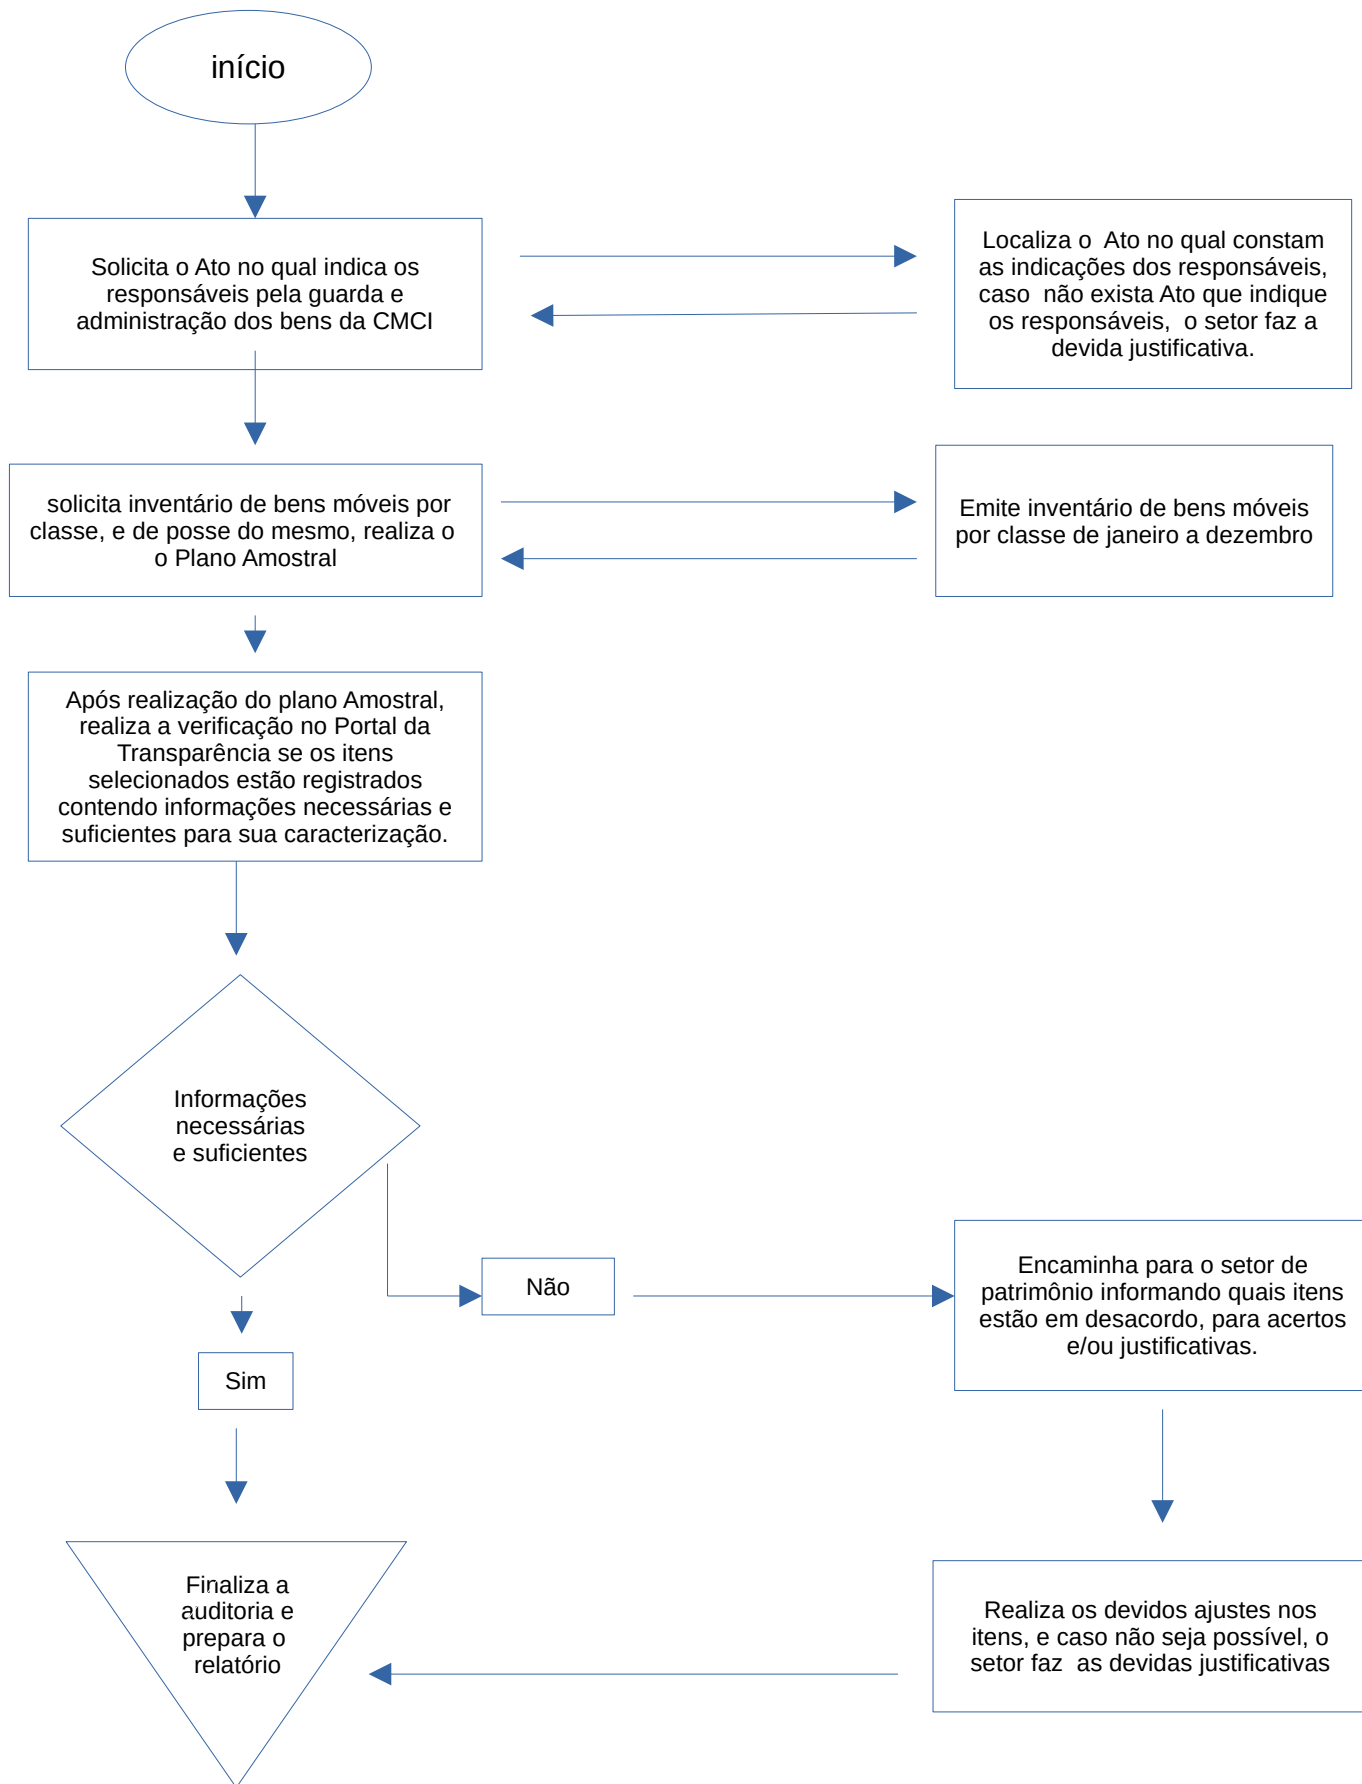 início
Solicita o Ato no qual indica os
responsáveis pela guarda e
administração dos bens da CMCI
Localiza o  Ato no qual constam
as indicações dos responsáveis,
caso  não exista Ato que indique
os responsáveis,  o setor faz a
devida justificativa.
solicita inventário de bens móveis por
classe, e de posse do mesmo, realiza o
o Plano Amostral
Emite inventário de bens móveis
por classe de janeiro a dezembro
Após realização do plano Amostral,
realiza a verificação no Portal da
Transparência se os itens
selecionados estão registrados
contendo informações necessárias e
suficientes para sua caracterização.
Informações
necessárias
e suficientes
Não
Encaminha para o setor de
patrimônio informando quais itens
estão em desacordo, para acertos
e/ou justificativas.
Sim
Finaliza a
auditoria e
prepara o
relatório
Realiza os devidos ajustes nos
itens, e caso não seja possível, o
setor faz  as devidas justificativas